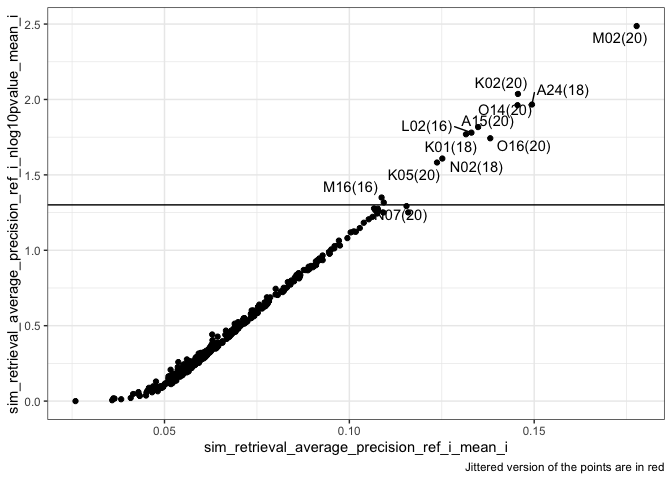 sim_retrieval_average_precision_ref_i_nlog10pvalue_mean_i
2.5
2.0
1.5
1.0
0.5
0.0
M02(20)
K02(20)
A24(18)
O14(20)
A15(20)
L02(16)
O16(20)
K01(18)
N02(18)
K05(20)
M16(16)
N07(20)
0.05
0.10
0.15
sim_retrieval_average_precision_ref_i_mean_i
Jittered version of the points are in red